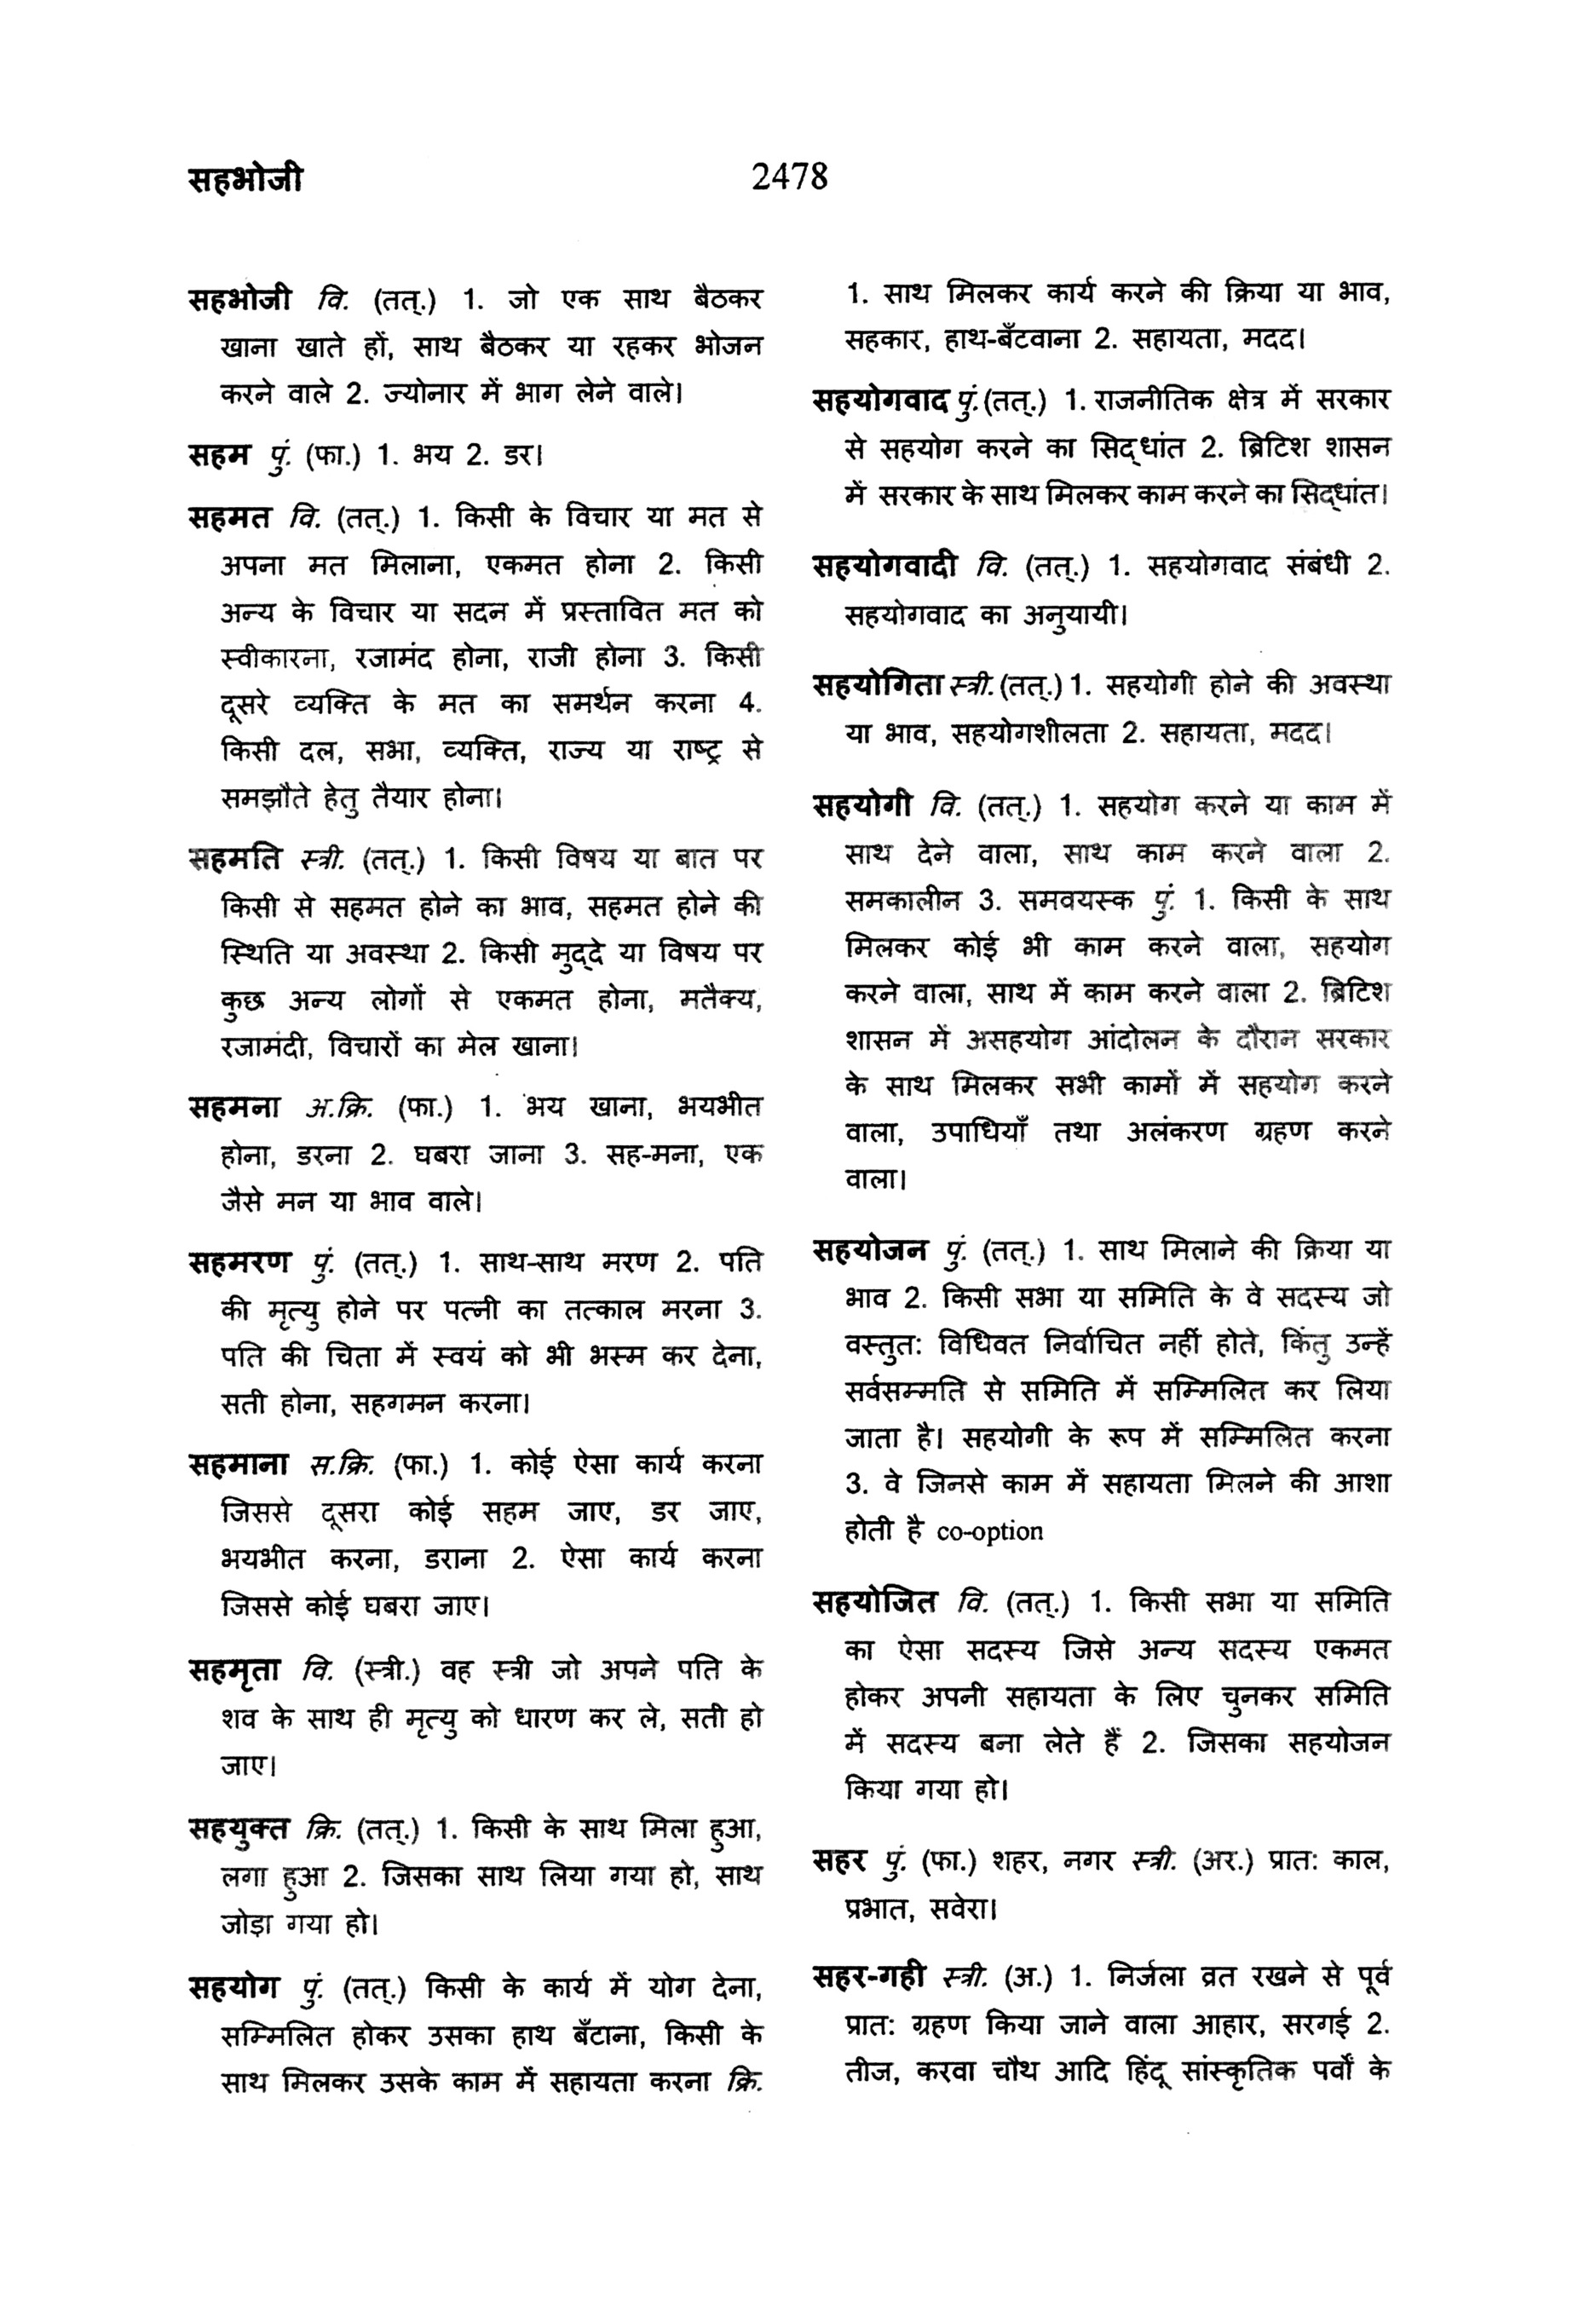 सहभोजी
2478
सहभोजी वि. (तत्.) 1. जो एक साथ बैठकर
खाना खाते हों, साथ बैठकर या रहकर भोजन
करने वाले 2. ज्योनार में भाग लेने वाले।
सहम पुं. (फा.) 1. भय 2. डर।
सहमत वि. (तत्.) 1. किसी के विचार या मत से
अपना मत मिलाना, एकमत होना 2. किसी
अन्य के विचार या सदन में प्रस्तावित मत को
स्वीकारना, रजामंद होना, राजी होना 3. किसी
दूसरे व्यक्ति के मत का समर्थन करना 4.
किसी दल, सभा, व्यक्ति, राज्य या राष्ट्र से
समझौते हेतु तैयार होना।
सहमति स्त्री. (तत्.) 1. किसी विषय या बात पर
किसी से सहमत होने का भाव, सहमत होने की
स्थिति या अवस्था 2. किसी मुद्दे या विषय पर
कुछ अन्य लोगों से एकमत होना, मतैक्य,
रजामंदी, विचारों का मेल खाना।
सहमना अ.क्रि. (फा.) 1. भय खाना, भयभीत
होना, डरना 2. घबरा जाना 3. सह-मना, एक
जैसे मन या भाव वाले।
सहमरण पुं. (तत्.) 1. साथ-साथ मरण 2. पति
की मृत्यु होने पर पत्नी का तत्काल मरना 3.
पति की चिता में स्वयं को भी भस्म कर देना,
सती होना, सहगमन करना।
सहमाना स.क्रि. (फा.) 1. कोई ऐसा कार्य करना
जिससे दूसरा कोई सहम जाए, डर जाए,
भयभीत करना, डराना 2. ऐसा कार्य करना
जिससे कोई घबरा जाए।
सहमृता वि. (स्त्री.) वह स्त्री जो अपने पति के
शव के साथ ही मृत्यु को धारण कर ले, सती हो
जाए।
सहयुक्त क्रि. (तत्.) 1. किसी के साथ मिला हुआ,
लगा हुआ 2. जिसका साथ लिया गया हो, साथ
जोड़ा गया हो।
सहयोग पुं. (तत्.) किसी के कार्य में योग देना,
सम्मिलित होकर उसका हाथ बँटाना, किसी के
साथ मिलकर उसके काम में सहायता करना क्रि.
1. साथ मिलकर कार्य करने की क्रिया या भाव,
सहकार, हाथ-बँटवाना 2. सहायता, मदद।
सहयोगवाद पुं.(तत्.) 1. राजनीतिक क्षेत्र में सरकार
से सहयोग करने का सिद्धांत 2. ब्रिटिश शासन
में सरकार के साथ मिलकर काम करने का सिद्धांत।
सहयोगवादी वि. (तत्.) 1. सहयोगवाद संबंधी 2.
सहयोगवाद का अनुयायी।
सहयोगिता स्त्री. (तत्.) 1. सहयोगी होने की अवस्था
या भाव, सहयोगशीलता 2. सहायता, मदद।
सहयोगी वि. (तत्.) 1. सहयोग करने या काम में
साथ देने वाला, साथ काम करने वाला 2.
समकालीन 3. समवयस्क पुं. 1. किसी के साथ
मिलकर कोई भी काम करने वाला, सहयोग
करने वाला, साथ में काम करने वाला 2. ब्रिटिश
शासन में असहयोग आंदोलन के दौरान सरकार
के साथ मिलकर सभी कामों में सहयोग करने
वाला, उपाधियाँ तथा अलंकरण ग्रहण करने
वाला।
सहयोजन पुं. (तत्.) 1. साथ मिलाने की क्रिया या
भाव 2. किसी सभा या समिति के वे सदस्य जो
वस्तुत: विधिवत निर्वाचित नहीं होते, किंतु उन्हें
सर्वसम्मति से समिति में सम्मिलित कर लिया
जाता है। सहयोगी के रूप में सम्मिलित करना
3. वे जिनसे काम में सहायता मिलने की आशा
होती है co-option
सहयोजित वि. (तत्.) 1. किसी सभा या समिति
का ऐसा सदस्य जिसे अन्य सदस्य एकमत
होकर अपनी सहायता के लिए चुनकर समिति
में सदस्य बना लेते हैं 2. जिसका सहयोजन
किया गया हो।
सहर पुं. (फा.) शहर, नगर स्त्री. (अर.) प्रात: काल,
प्रभात, सवेरा।
सहर-गही स्त्री. (अ.) 1. निर्जला व्रत रखने से पूर्व
प्रात: ग्रहण किया जाने वाला आहार, सरगई 2.
तीज, करवा चौथ आदि हिंदू सांस्कृतिक पर्वों के